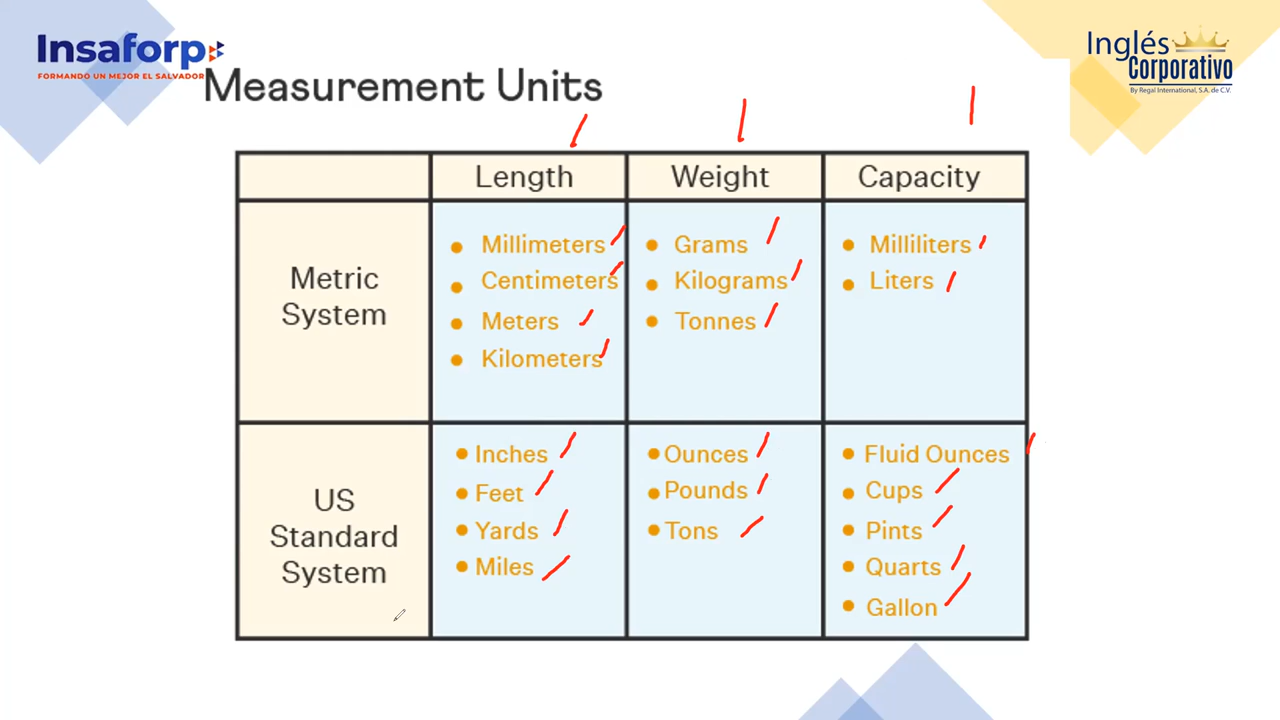 Insaforp
FORMANDO UN MEJOR EL SALVADOR
Inglés
Corporativo
By Regal International, S.A. de C.V.
Measurement Units
Length Weight Capacity
Metric
System
Millimeters
Centimeters
Meters
Kilometers
Grams
Kilograms
Tonnes
Milliliters
Liters
US
Standard
System
Inches
Feet
Yards
Miles
Ounces
Pounds
Tons
Fluid Ounces
Cups
Pints
Quarts
Gallon